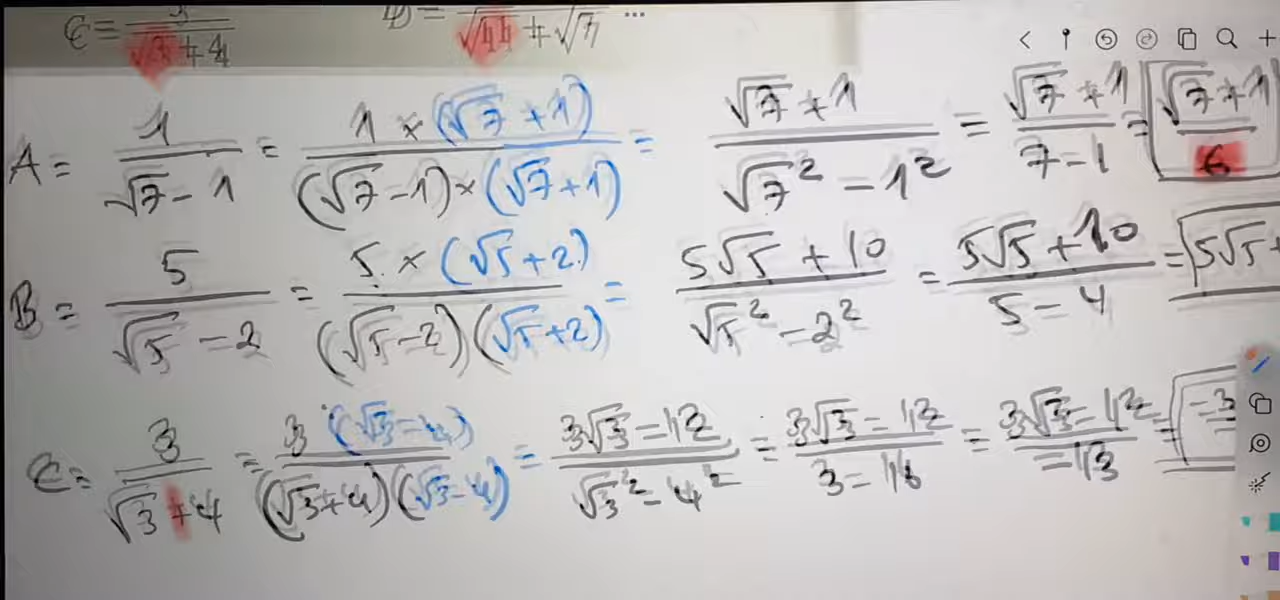 C = 3/(√3 + 4) D = /(√11 + √7) ...
A = 1/(√7 − 1) = (1 × (√7 + 1))/((√7 − 1) × (√7 + 1)) = (√7 + 1)/(√7² − 1²) = (√7 + 1)/(7 − 1) = (√7 + 1)/6
B = 5/(√5 − 2) = (5 × (√5 + 2))/((√5 − 2)(√5 + 2)) = (5√5 + 10)/(√5² − 2²) = (5√5 + 10)/(5 − 4) = 5√5 +
C = 3/(√3 + 4) = (3(√3 − 4))/((√3 + 4)(√3 − 4)) = (3√3 − 12)/(√3² − 4²) = (3√3 − 12)/(3 − 16) = (3√3 − 12)/(−13) = −3